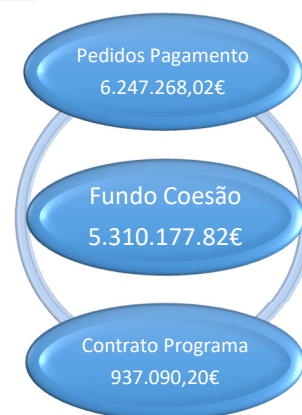 Pedidos Pagamento
6.247.268,02€
Fundo Coesão
5.310.177.82€
Contrato Programa
937.090,20€